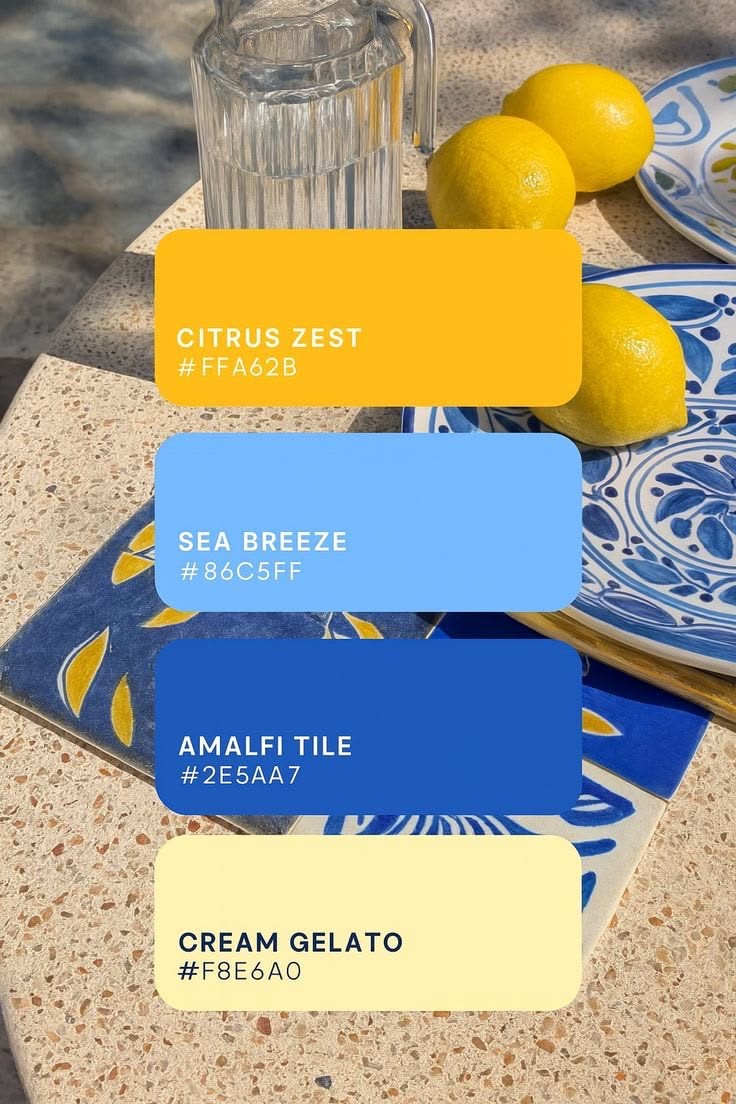 CITRUS ZEST
#FFA62B
SEA BREEZE
#86C5FF
AMALFI TILE
#2E5AA7
CREAM GELATO
#F8E6A0